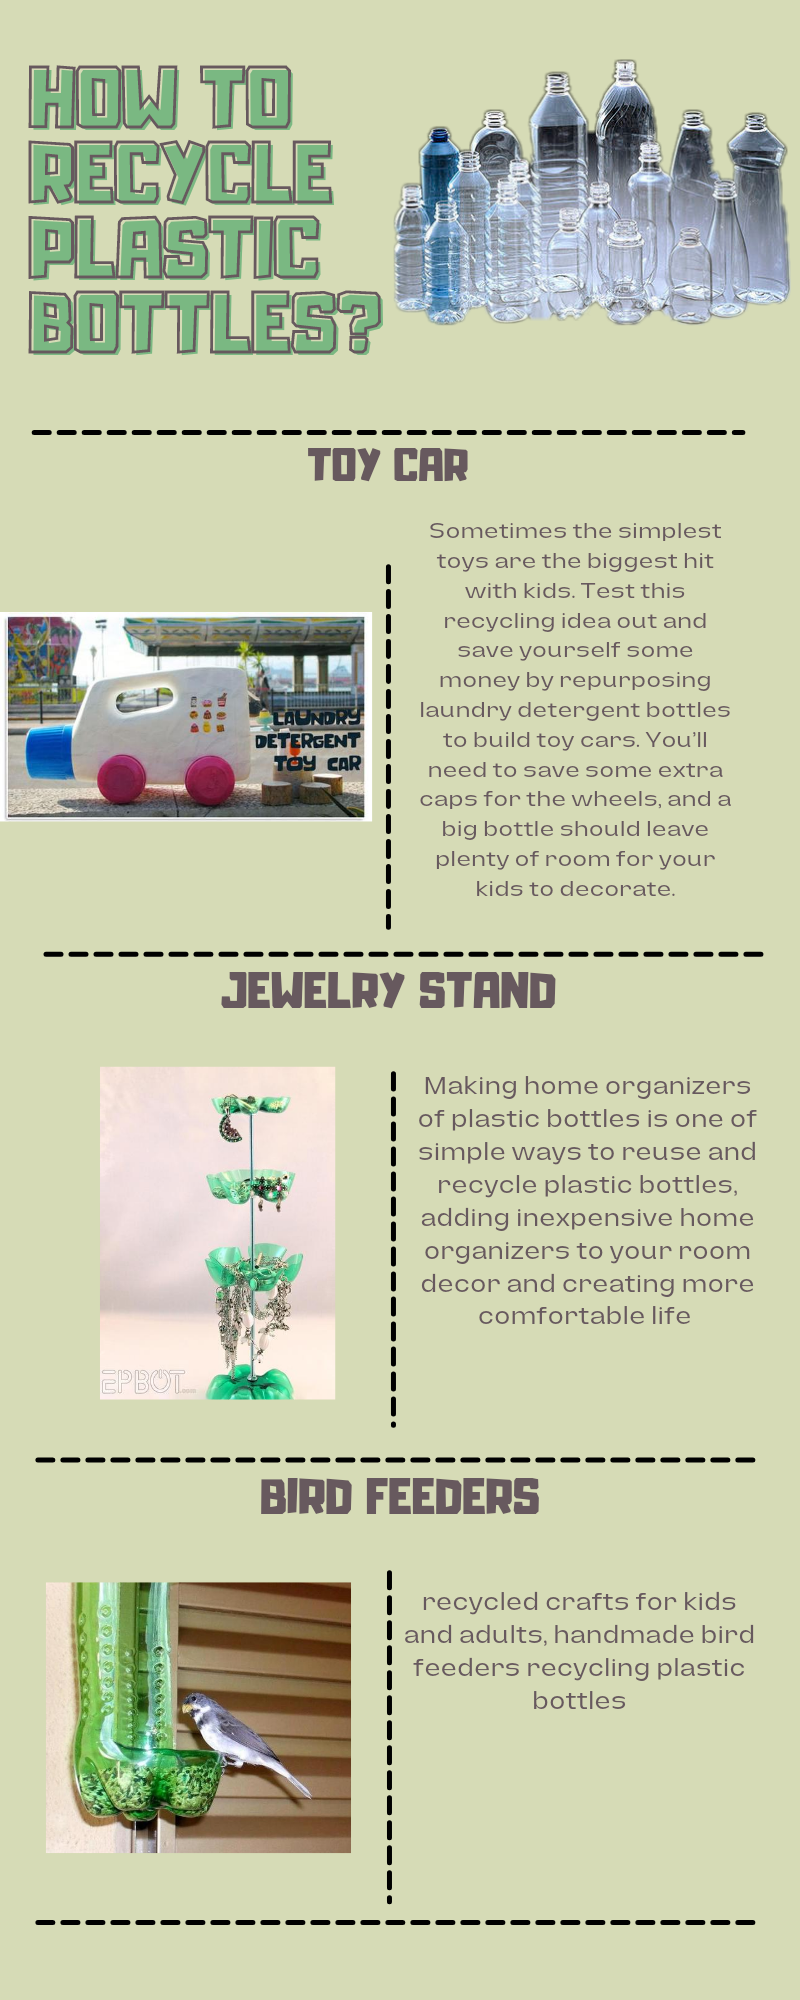 HOW TO
RECYCLE
PLASTIC
BOTTLES?
TOY CAR
Sometimes the simplest
toys are the biggest hit
with kids. Test this
recycling idea out and
save yourself some
money by repurposing
laundry detergent bottles
to build toy cars. You'll
need to save some extra
caps for the wheels, and a
big bottle should leave
plenty of room for your
kids to decorate.
LAUNDRY
DETERGENT
TOY CAR
JEWELRY STAND
Making home organizers
of plastic bottles is one of
simple ways to reuse and
recycle plastic bottles,
adding inexpensive home
organizers to your room
decor and creating more
comfortable life
EPBOT
BIRD FEEDERS
recycled crafts for kids
and adults, handmade bird
feeders recycling plastic
bottles